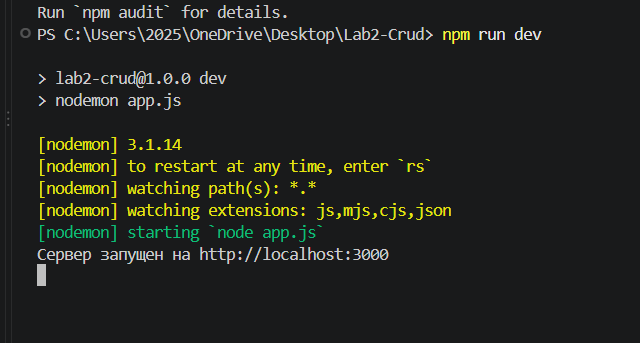 Run `npm audit` for details.
PS C:\Users\2025\OneDrive\Desktop\Lab2-Crud> npm run dev
> lab2-crud@1.0.0 dev
> nodemon app.js
[nodemon] 3.1.14
[nodemon] to restart at any time, enter `rs`
[nodemon] watching path(s): *.*
[nodemon] watching extensions: js,mjs,cjs,json
[nodemon] starting `node app.js`
Сервер запущен на http://localhost:3000